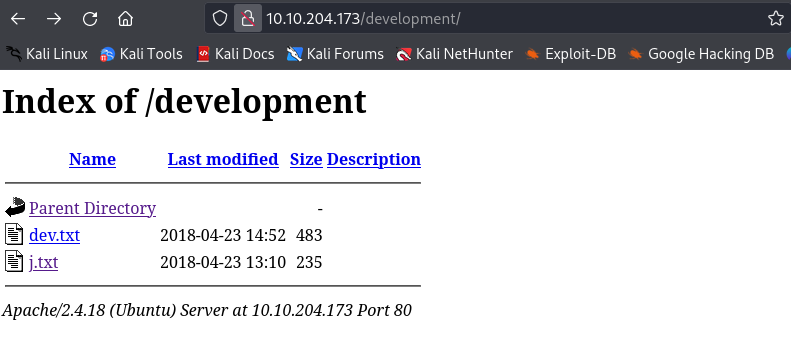 10.10.204.173/development/
Kali Linux Kali Tools Kali Docs Kali Forums Kali NetHunter Exploit-DB Google Hacking DB
Index of /development
Name Last modified Size Description
Parent Directory -
dev.txt 2018-04-23 14:52 483
j.txt 2018-04-23 13:10 235
Apache/2.4.18 (Ubuntu) Server at 10.10.204.173 Port 80